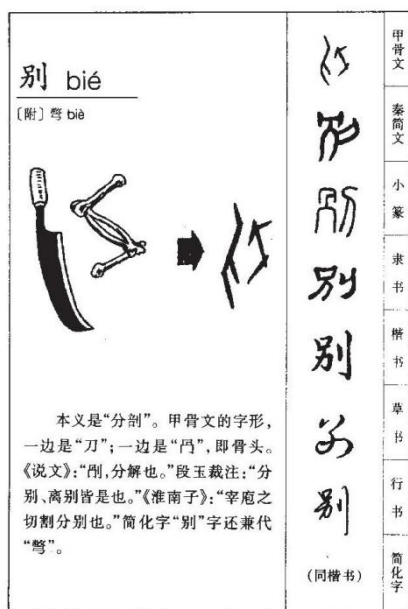 别 bié
〔附〕彆 biè
本义是“分剖”。甲骨文的字形，
一边是“刀”；一边是“冎”，即骨头。
《说文》：“𠛰，分解也。”段玉裁注：“分
别、离别皆是也。”《淮南子》：“宰庖之
切割分别也。”简化字“别”字还兼代
“彆”。
别
别
别
别
（同楷书）
甲骨文
秦简文
小篆
隶书
楷书
草书
行书
简化字